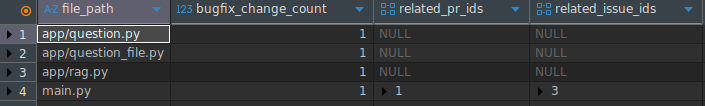 A-Z file_path 123 bugfix_change_count related_pr_ids related_issue_ids
1 app/question.py 1 NULL NULL
2 app/question_file.py 1 NULL NULL
3 app/rag.py 1 NULL NULL
4 main.py 1 1 3